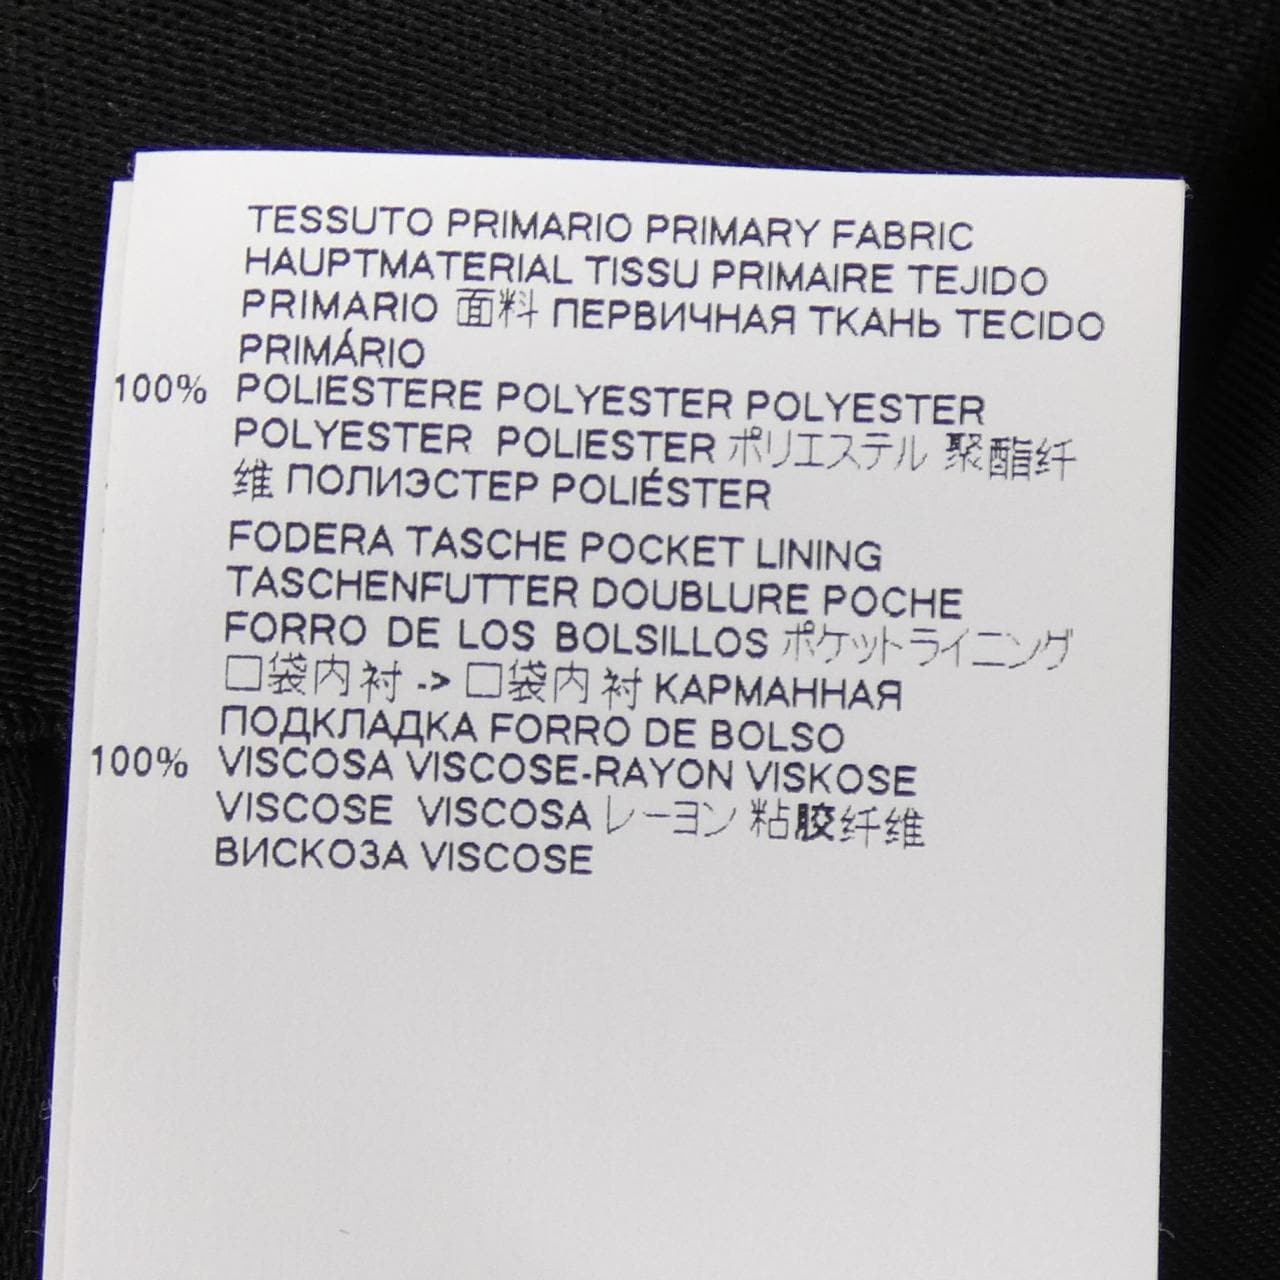 TESSUTO PRIMARIO PRIMARY FABRIC
HAUPTMATERIAL TISSU PRIMAIRE TEJIDO
PRIMARIO 面料 ПЕРВИЧНАЯ ТКАНЬ TECIDO
PRIMÁRIO
100% POLIESTERE POLYESTER POLYESTER
POLYESTER POLIESTER ポリエステル 聚酯纤
维 ПОЛИЭСТЕР POLIÉSTER
FODERA TASCHE POCKET LINING
TASCHENFUTTER DOUBLURE POCHE
FORRO DE LOS BOLSILLOS ポケットライニング
口袋内衬 -> 口袋内衬 КАРМАННАЯ
ПОДКЛАДКА FORRO DE BOLSO
100% VISCOSA VISCOSE-RAYON VISKOSE
VISCOSE VISCOSA レーヨン 粘胶纤维
ВИСКОЗА VISCOSE